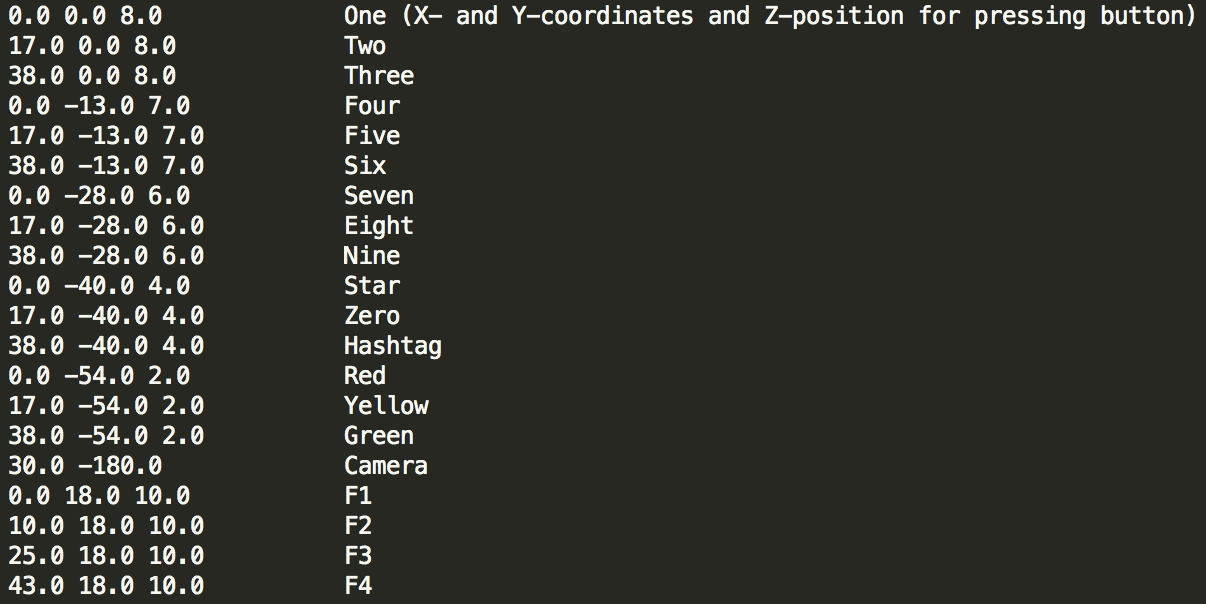 0.0 0.0 8.0 One (X- and Y-coordinates and Z-position for pressing button)
17.0 0.0 8.0 Two
38.0 0.0 8.0 Three
0.0 -13.0 7.0 Four
17.0 -13.0 7.0 Five
38.0 -13.0 7.0 Six
0.0 -28.0 6.0 Seven
17.0 -28.0 6.0 Eight
38.0 -28.0 6.0 Nine
0.0 -40.0 4.0 Star
17.0 -40.0 4.0 Zero
38.0 -40.0 4.0 Hashtag
0.0 -54.0 2.0 Red
17.0 -54.0 2.0 Yellow
38.0 -54.0 2.0 Green
30.0 -180.0 Camera
0.0 18.0 10.0 F1
10.0 18.0 10.0 F2
25.0 18.0 10.0 F3
43.0 18.0 10.0 F4